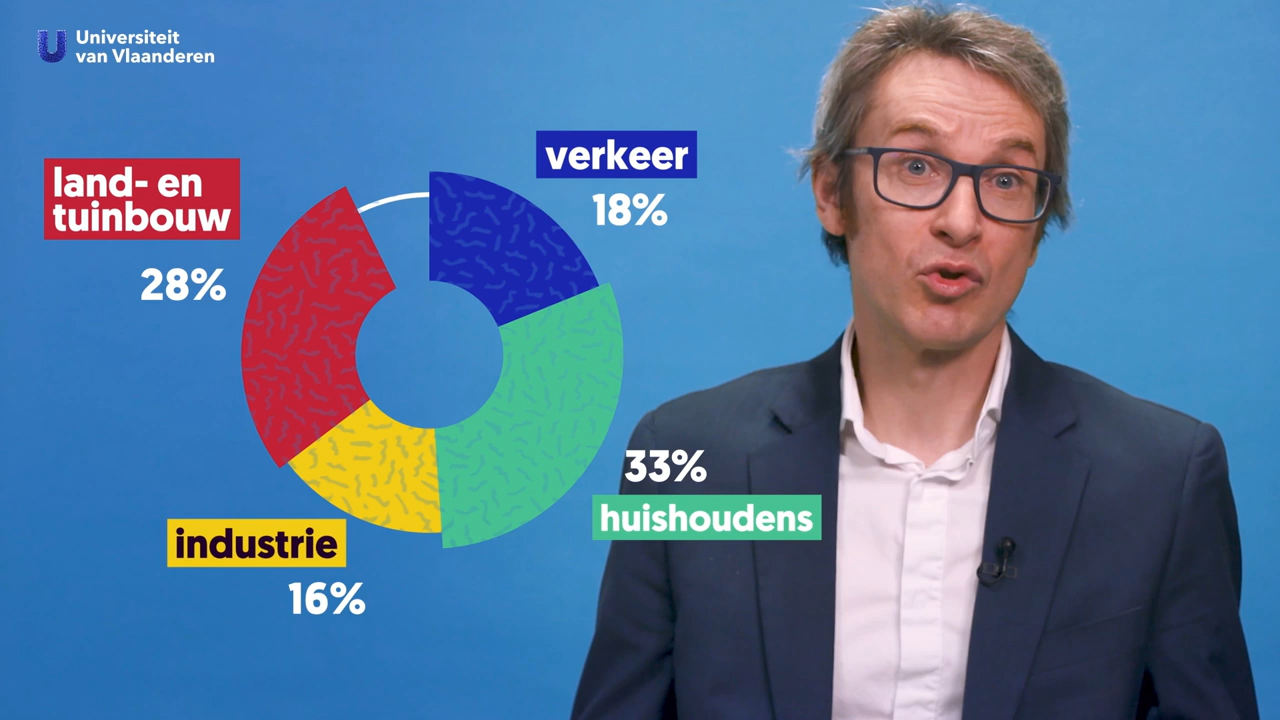 Universiteit
van Vlaanderen
verkeer
18%
land- en
tuinbouw
28%
33%
huishoudens
industrie
16%